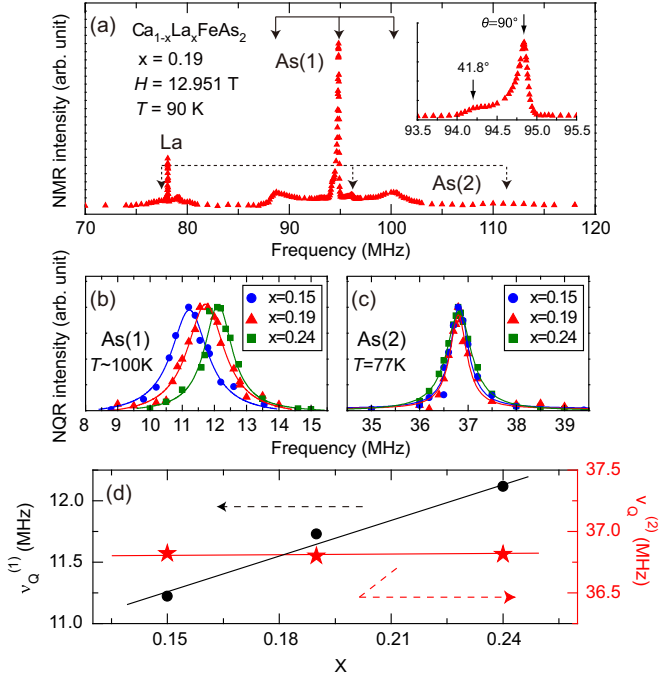 (a)
Ca1-xLaxFeAs2
x = 0.19
H = 12.951 T
T = 90 K
As(1)
La
As(2)
θ=90°
41.8°
93.5 94.0 94.5 95.0 95.5
NMR intensity (arb. unit)
70 80 90 100 110 120
Frequency (MHz)
(b)
As(1)
T~100K
x=0.15
x=0.19
x=0.24
NQR intensity (arb. unit)
8 9 10 11 12 13 14 15
Frequency (MHz)
(c)
As(2)
T=77K
x=0.15
x=0.19
x=0.24
35 36 37 38 39
Frequency (MHz)
(d)
νQ(1) (MHz)
12.0
11.5
11.0
37.5
37.0
36.5
νQ(2) (MHz)
0.15 0.18 0.21 0.24
X